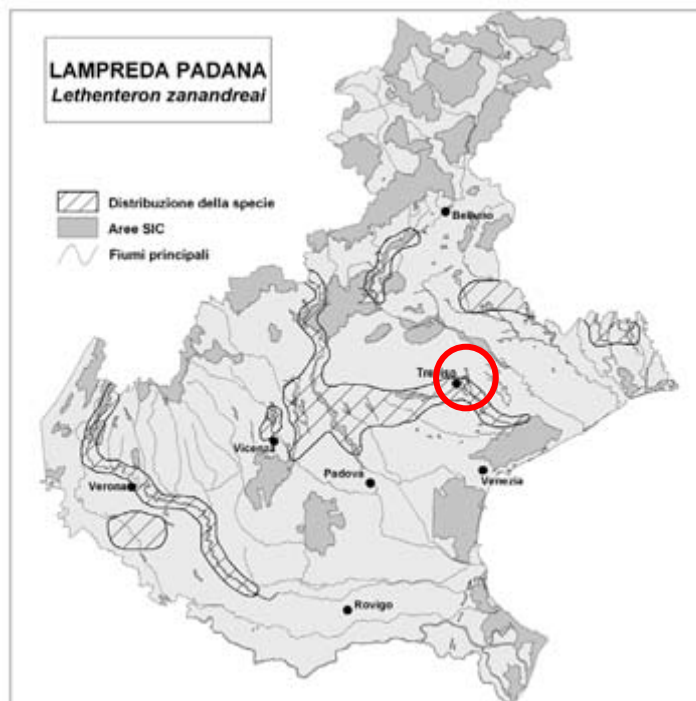 LAMPREDA PADANA
Lethenteron zanandreai
Distribuzione della specie
Aree SIC
Fiumi principali
Belluno
Treviso
Vicenza
Padova
Venezia
Verona
Rovigo